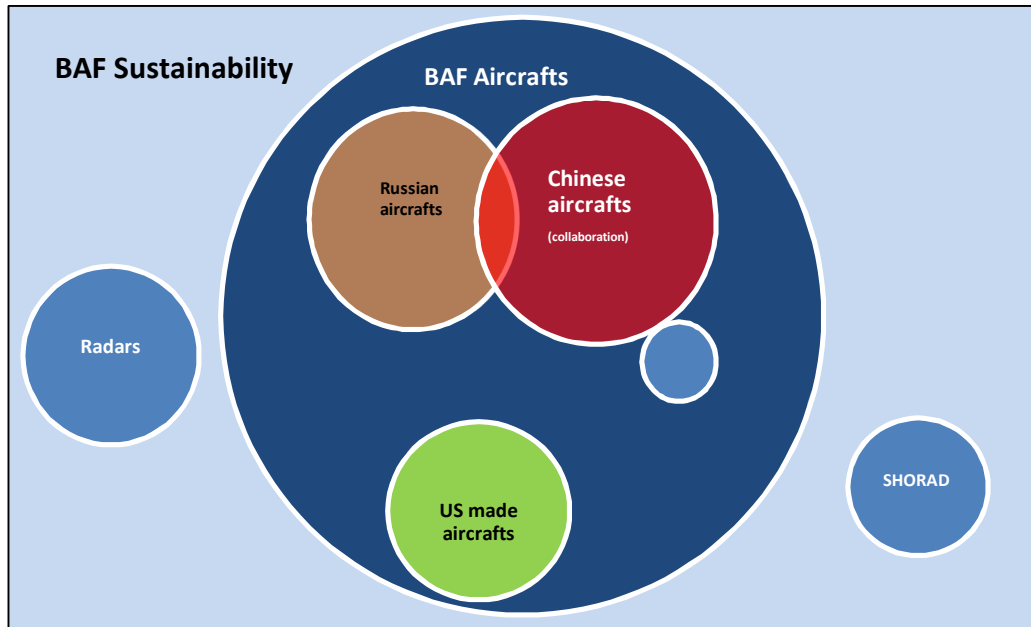 BAF Sustainability
BAF Aircrafts
Russian
aircrafts
Chinese
aircrafts
(collaboration)
Radars
US made
aircrafts
SHORAD